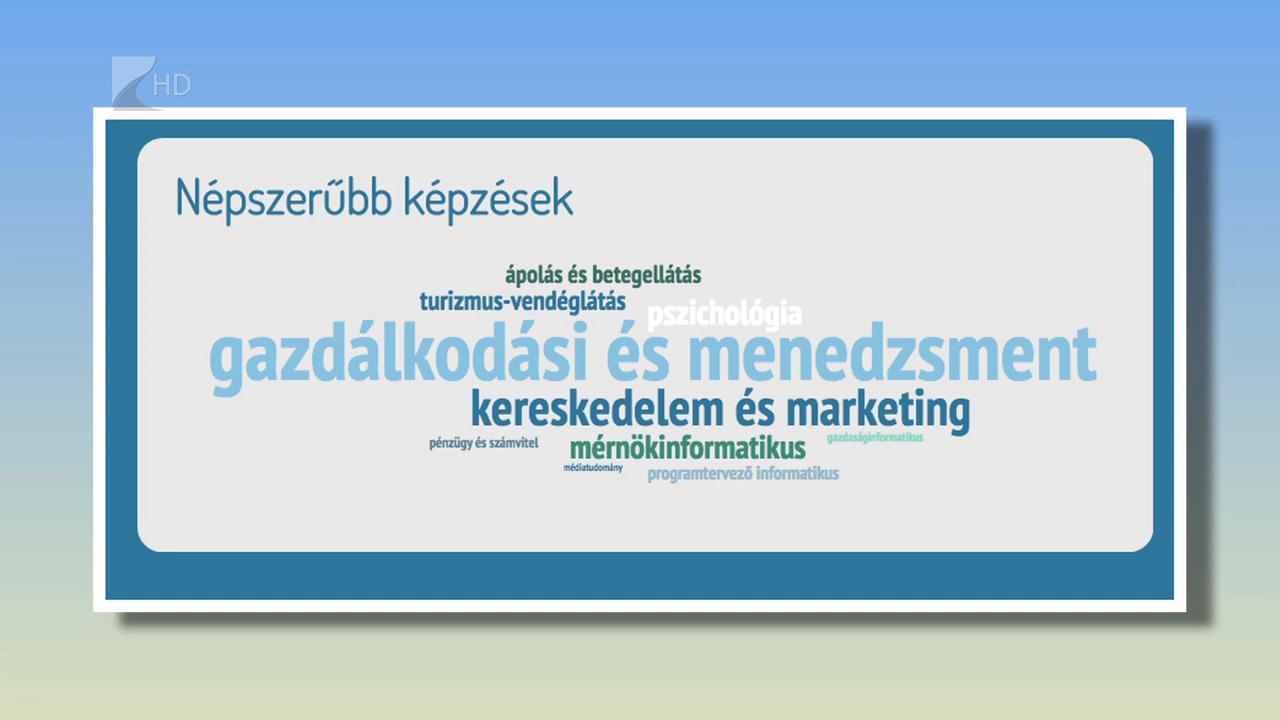 HD
Népszerűbb képzések
ápolás és betegellátás
turizmus-vendéglátás
pszichológia
gazdálkodási és menedzsment
kereskedelem és marketing
pénzügy és számvitel
mérnökinformatikus
gazdaságinformatikus
médiatudomány
programtervező informatikus